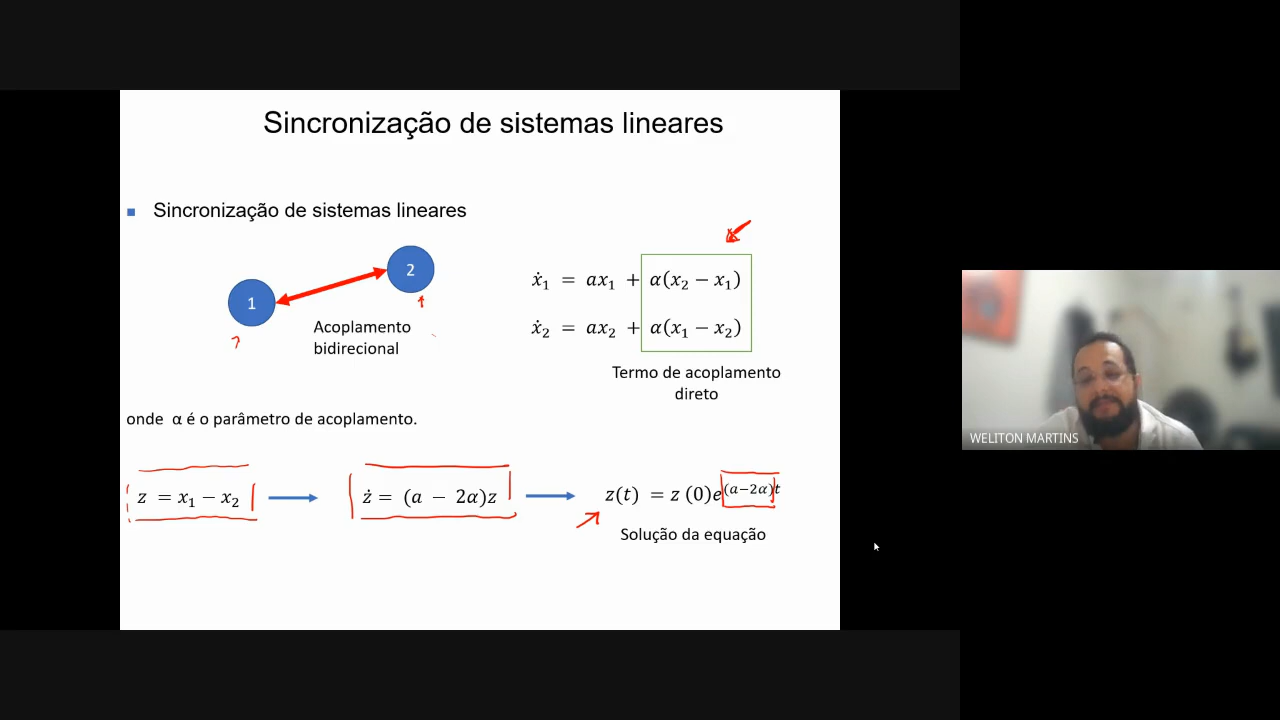 Sincronização de sistemas lineares
Sincronização de sistemas lineares
1
2
Acoplamento
bidirecional
ẋ₁ = ax₁ + α(x₂ − x₁)
ẋ₂ = ax₂ + α(x₁ − x₂)
Termo de acoplamento
direto
onde α é o parâmetro de acoplamento.
z = x₁ − x₂
ż = (a − 2α)z
z(t) = z (0)e^(a−2α)t
Solução da equação
WELITON MARTINS